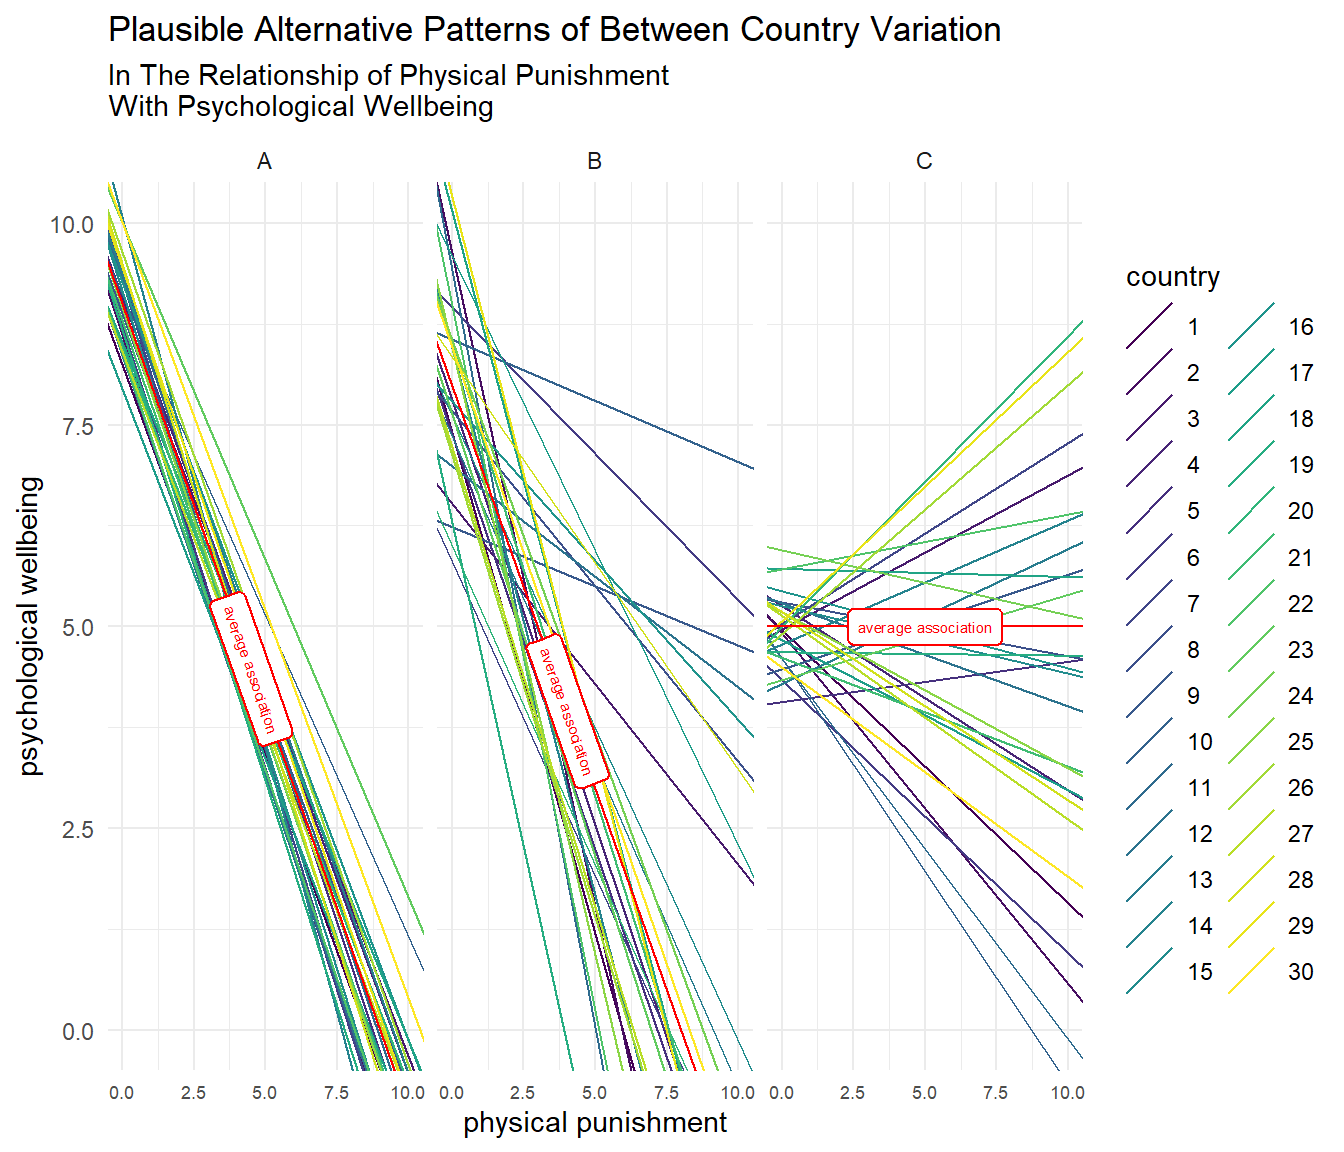 Plausible Alternative Patterns of Between Country Variation
In The Relationship of Physical Punishment
With Psychological Wellbeing
A
B
C
psychological wellbeing
10.0
7.5
5.0
2.5
0.0
average association
average association
average association
0.0 2.5 5.0 7.5 10.0
0.0 2.5 5.0 7.5 10.0
0.0 2.5 5.0 7.5 10.0
physical punishment
country
1 16
2 17
3 18
4 19
5 20
6 21
7 22
8 23
9 24
10 25
11 26
12 27
13 28
14 29
15 30